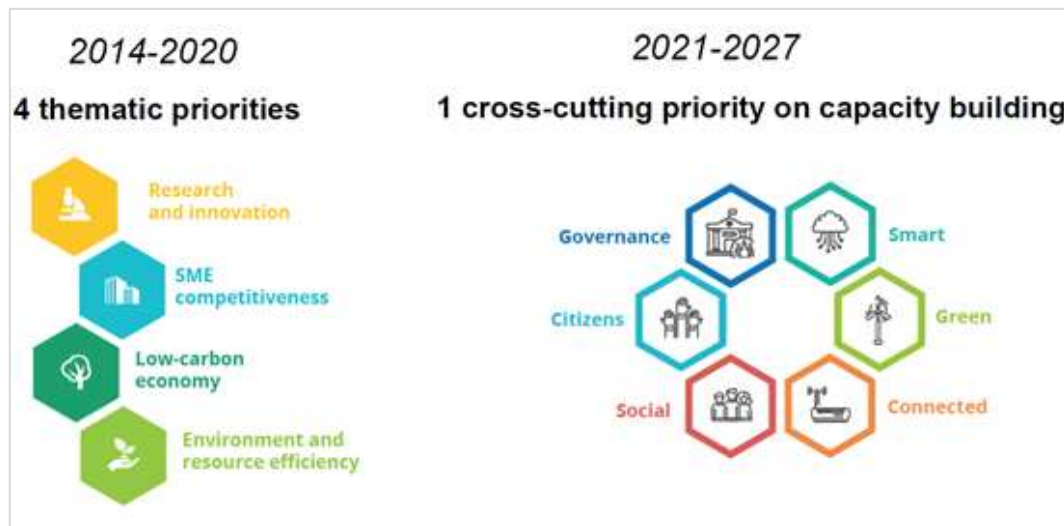 2014-2020
4 thematic priorities
Research
and innovation
SME
competitiveness
Low-carbon
economy
Environment and
resource efficiency
2021-2027
1 cross-cutting priority on capacity building
Governance
Smart
Citizens
Green
Social
Connected